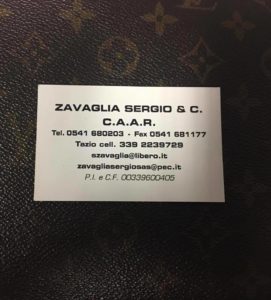 ZAVAGLIA SERGIO & C.
C.A.A.R.
Tel. 0541 680203 - Fax 0541 681177
Tazio cell. 339 2239729
szavaglia@libero.it
zavagliasergiosas@pec.it
P.I. e C.F. 00339600405